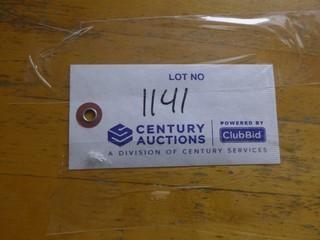 LOT NO
1141
CENTURY AUCTIONS
POWERED BY
ClubBid
A DIVISION OF CENTURY SERVICES